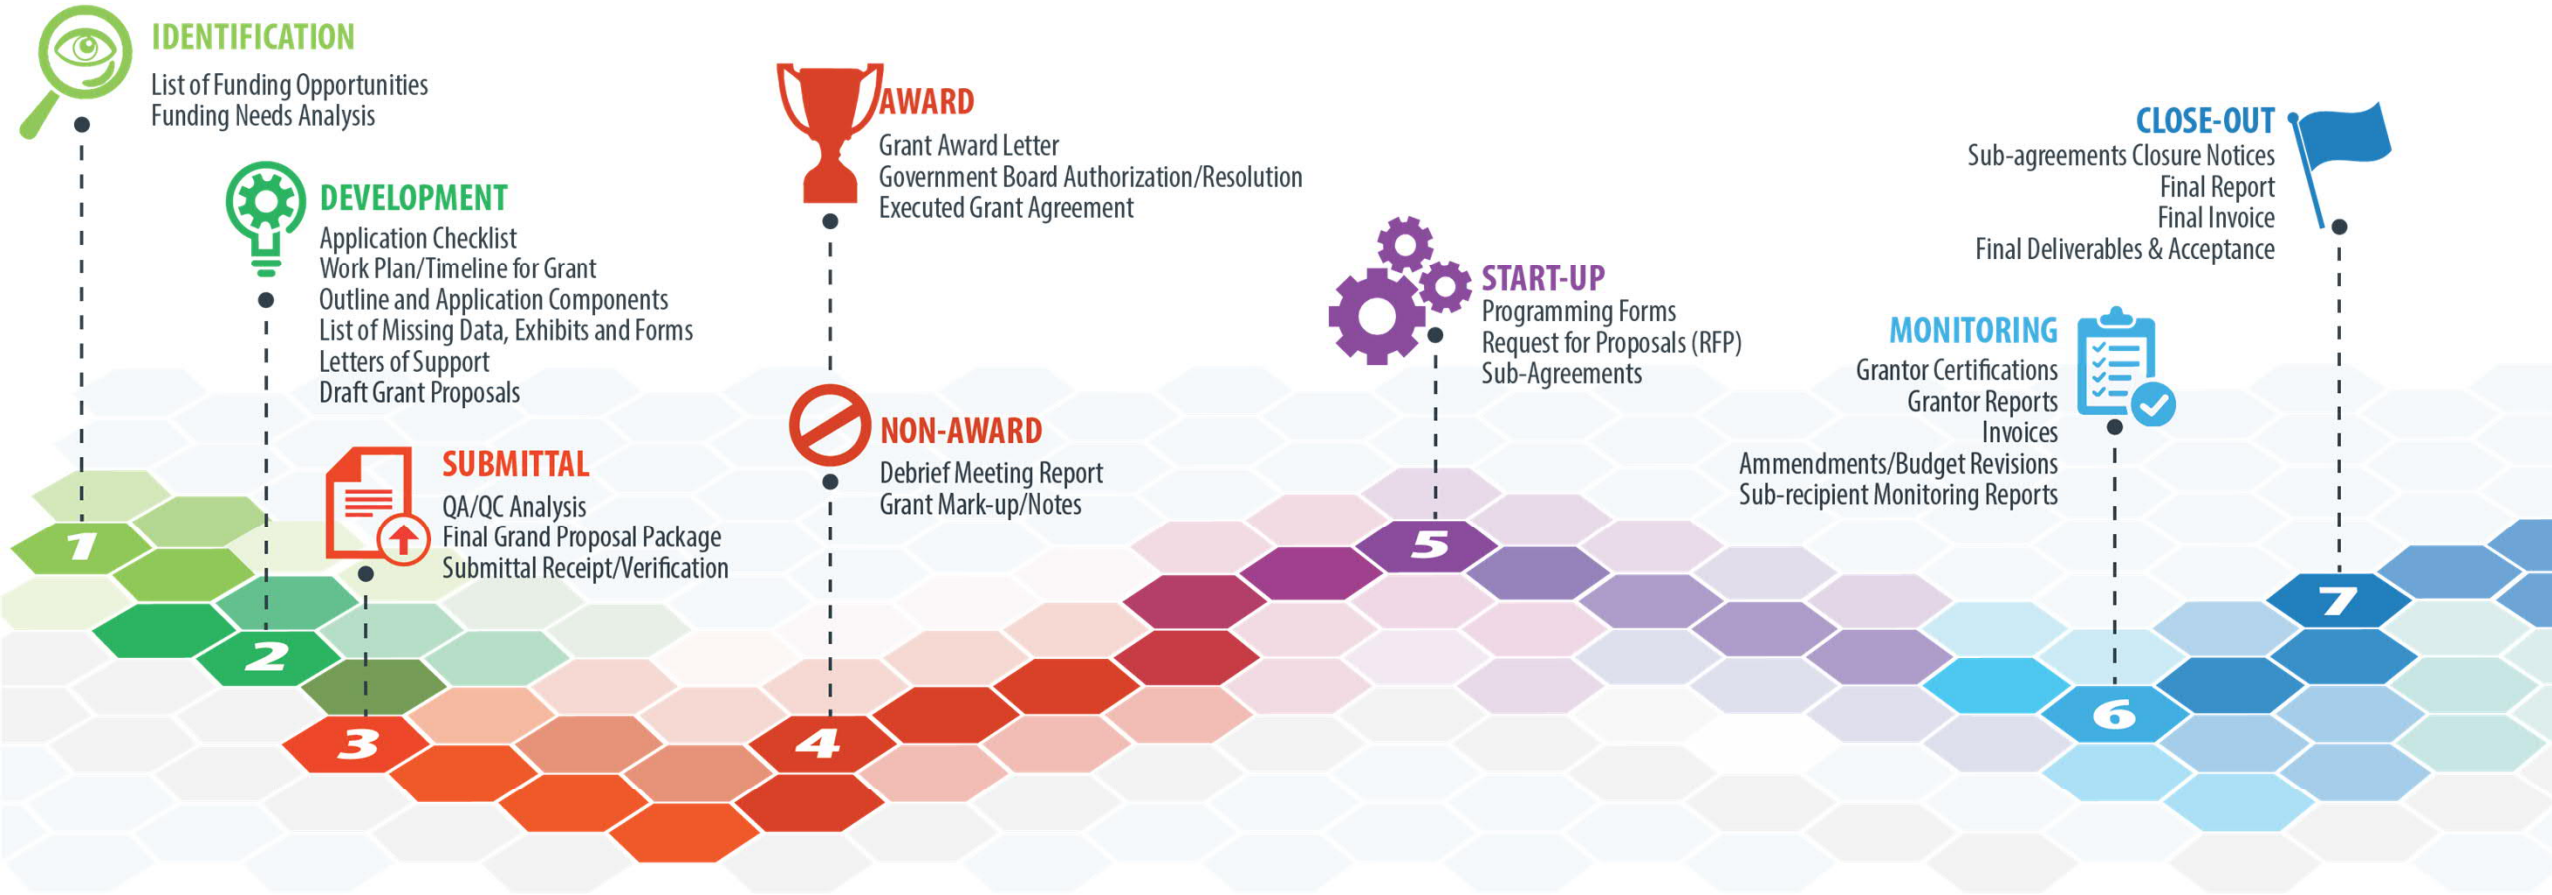 IDENTIFICATION
List of Funding Opportunities
Funding Needs Analysis
1
DEVELOPMENT
Application Checklist
Work Plan/Timeline for Grant
Outline and Application Components
List of Missing Data, Exhibits and Forms
Letters of Support
Draft Grant Proposals
2
SUBMITTAL
QA/QC Analysis
Final Grand Proposal Package
Submittal Receipt/Verification
3
AWARD
Grant Award Letter
Government Board Authorization/Resolution
Executed Grant Agreement
NON-AWARD
Debrief Meeting Report
Grant Mark-up/Notes
4
START-UP
Programming Forms
Request for Proposals (RFP)
Sub-Agreements
5
MONITORING
Grantor Certifications
Grantor Reports
Invoices
Ammendments/Budget Revisions
Sub-recipient Monitoring Reports
6
CLOSE-OUT
Sub-agreements Closure Notices
Final Report
Final Invoice
Final Deliverables & Acceptance
7